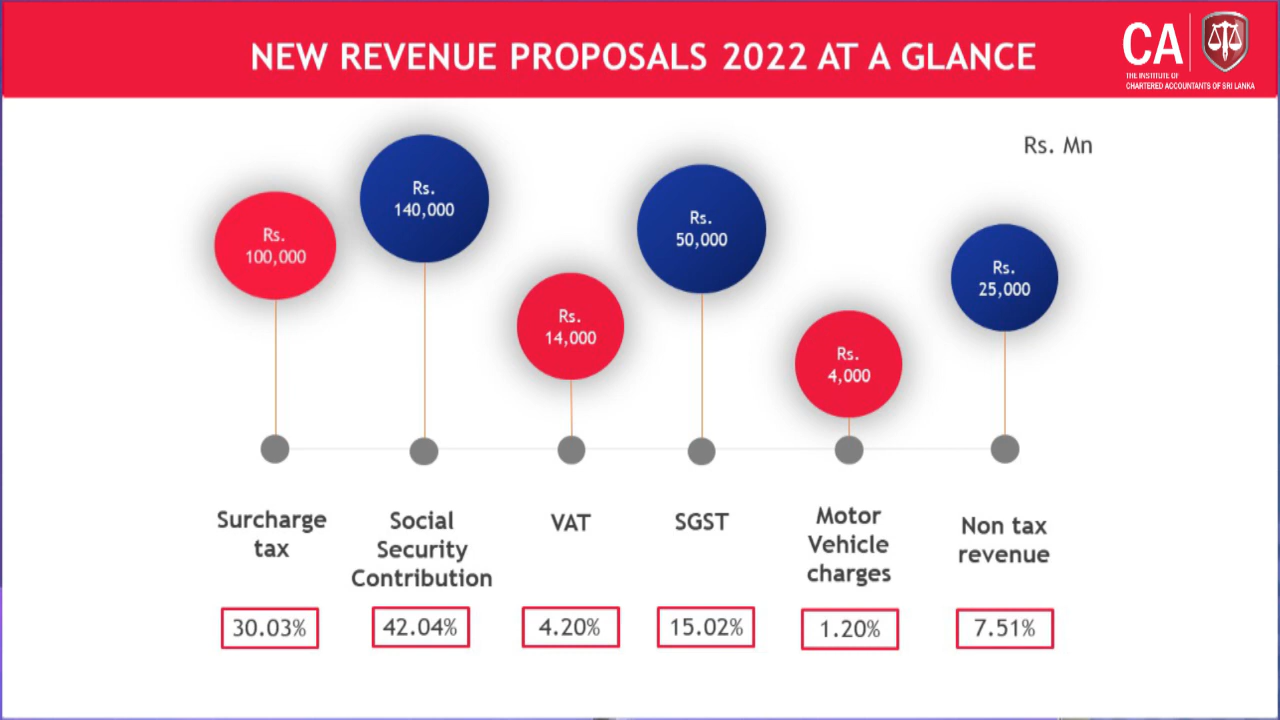 NEW REVENUE PROPOSALS 2022 AT A GLANCE
CA
THE INSTITUTE OF
CHARTERED ACCOUNTANTS OF SRI LANKA
Rs. Mn
Rs.
100,000
Rs.
140,000
Rs.
14,000
Rs.
50,000
Rs.
4,000
Rs.
25,000
Surcharge
tax
Social
Security
Contribution
VAT
SGST
Motor
Vehicle
charges
Non tax
revenue
30.03%
42.04%
4.20%
15.02%
1.20%
7.51%